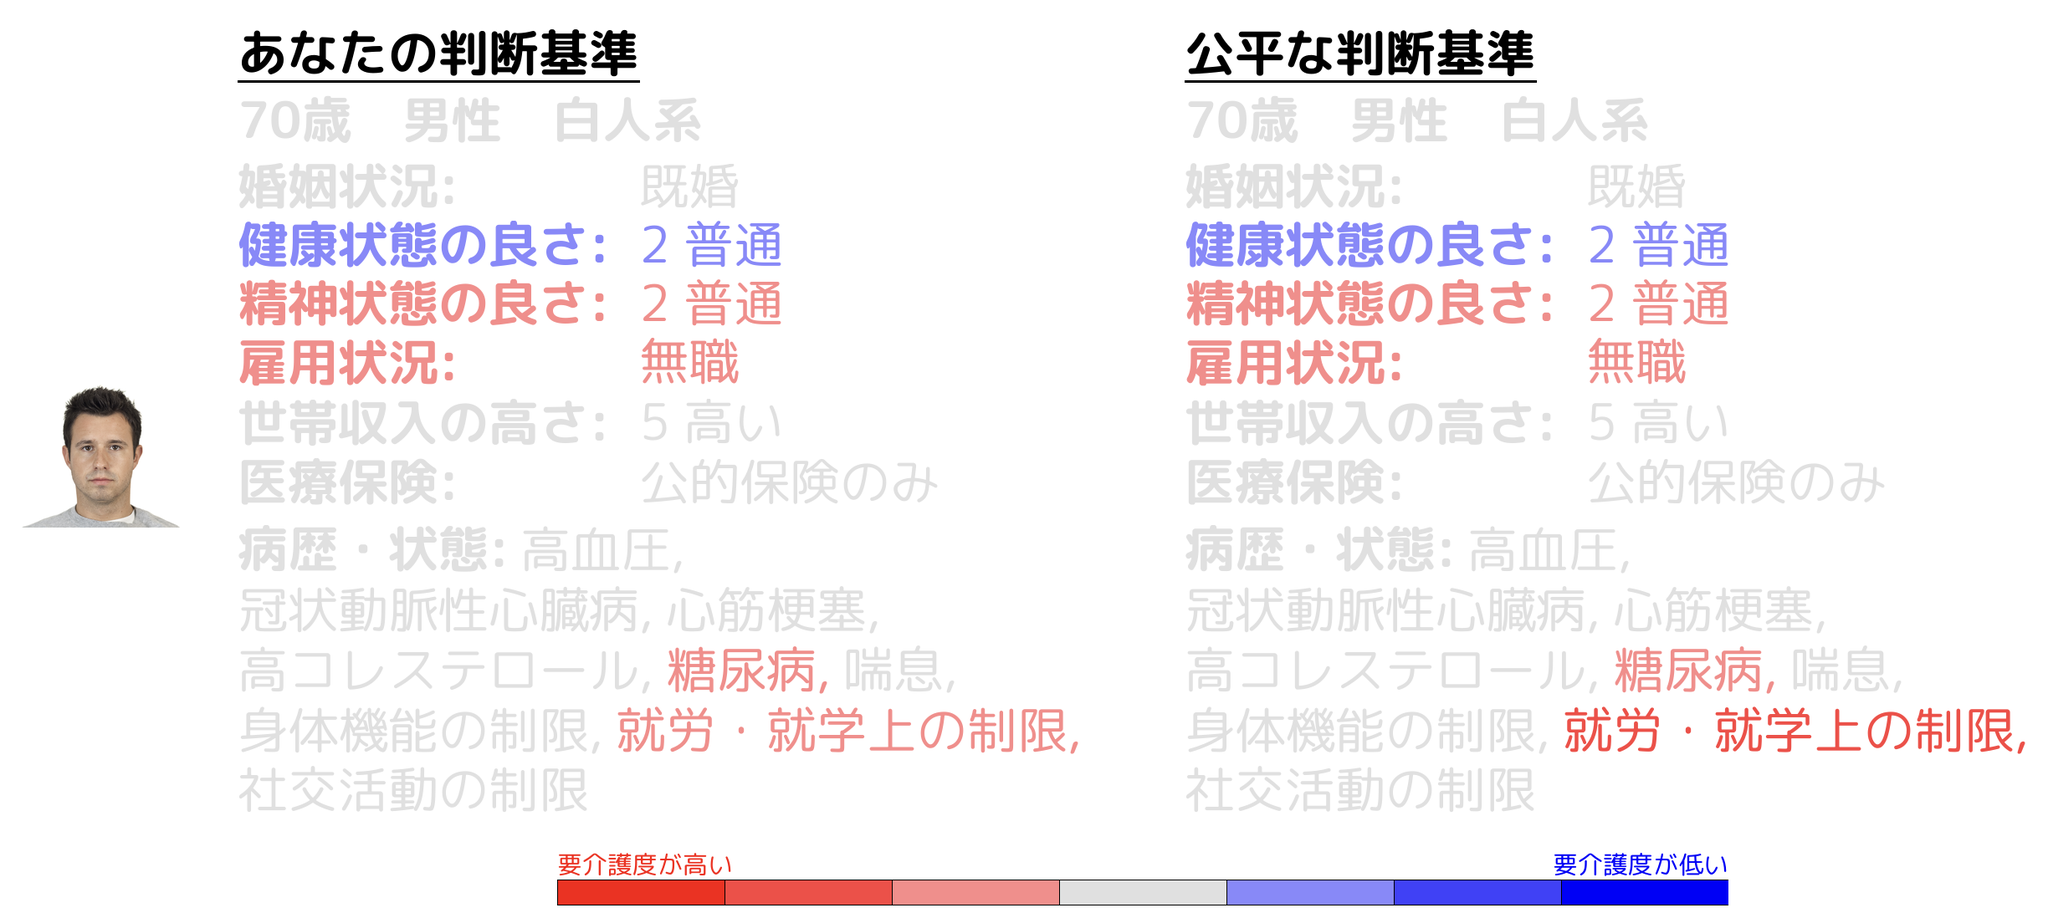 あなたの判断基準
70歳 男性 白人系
婚姻状況: 既婚
健康状態の良さ: 2 普通
精神状態の良さ: 2 普通
雇用状況: 無職
世帯収入の高さ: 5 高い
医療保険: 公的保険のみ
病歴・状態: 高血圧,
冠状動脈性心臓病, 心筋梗塞,
高コレステロール, 糖尿病, 喘息,
身体機能の制限, 就労・就学上の制限,
社交活動の制限
公平な判断基準
70歳 男性 白人系
婚姻状況: 既婚
健康状態の良さ: 2 普通
精神状態の良さ: 2 普通
雇用状況: 無職
世帯収入の高さ: 5 高い
医療保険: 公的保険のみ
病歴・状態: 高血圧,
冠状動脈性心臓病, 心筋梗塞,
高コレステロール, 糖尿病, 喘息,
身体機能の制限, 就労・就学上の制限,
社交活動の制限
要介護度が高い
要介護度が低い